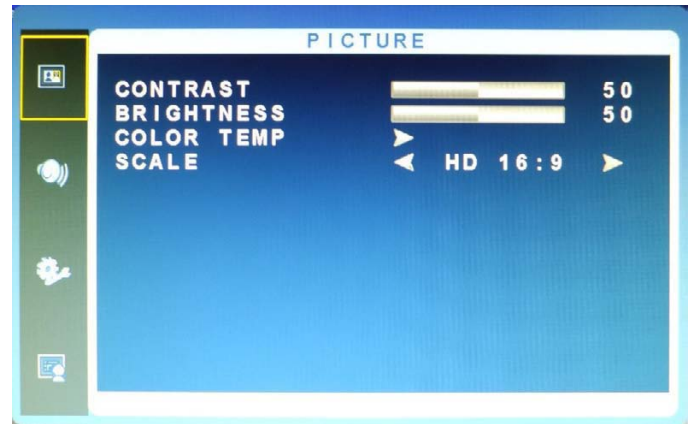 PICTURE
CONTRAST 50
BRIGHTNESS 50
COLOR TEMP
SCALE HD 16:9